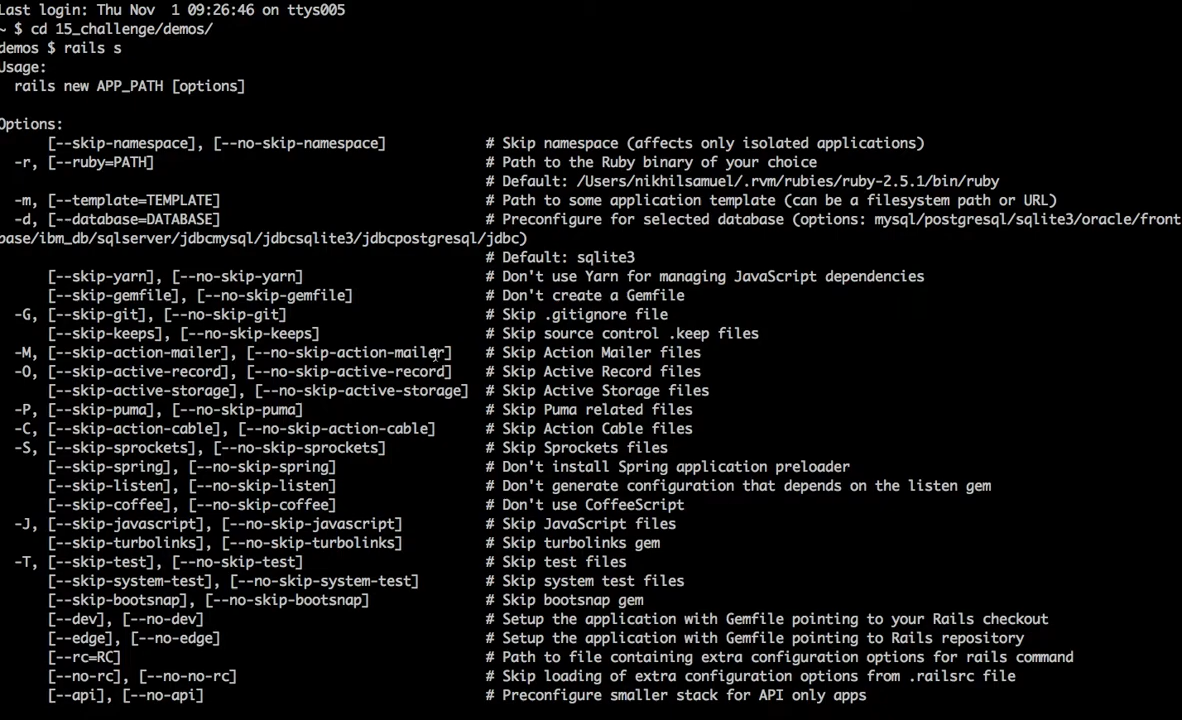 Last login: Thu Nov  1 09:26:46 on ttys005
~ $ cd 15_challenge/demos/
demos $ rails s
Usage:
  rails new APP_PATH [options]

Options:
      [--skip-namespace], [--no-skip-namespace]            # Skip namespace (affects only isolated applications)
  -r, [--ruby=PATH]                                        # Path to the Ruby binary of your choice
                                                           # Default: /Users/nikhilsamuel/.rvm/rubies/ruby-2.5.1/bin/ruby
  -m, [--template=TEMPLATE]                                # Path to some application template (can be a filesystem path or URL)
  -d, [--database=DATABASE]                                # Preconfigure for selected database (options: mysql/postgresql/sqlite3/oracle/front
base/ibm_db/sqlserver/jdbcmysql/jdbcsqlite3/jdbcpostgresql/jdbc)
                                                           # Default: sqlite3
      [--skip-yarn], [--no-skip-yarn]                      # Don't use Yarn for managing JavaScript dependencies
      [--skip-gemfile], [--no-skip-gemfile]                # Don't create a Gemfile
  -G, [--skip-git], [--no-skip-git]                        # Skip .gitignore file
      [--skip-keeps], [--no-skip-keeps]                    # Skip source control .keep files
  -M, [--skip-action-mailer], [--no-skip-action-mailer]    # Skip Action Mailer files
  -O, [--skip-active-record], [--no-skip-active-record]    # Skip Active Record files
      [--skip-active-storage], [--no-skip-active-storage]  # Skip Active Storage files
  -P, [--skip-puma], [--no-skip-puma]                      # Skip Puma related files
  -C, [--skip-action-cable], [--no-skip-action-cable]      # Skip Action Cable files
  -S, [--skip-sprockets], [--no-skip-sprockets]            # Skip Sprockets files
      [--skip-spring], [--no-skip-spring]                  # Don't install Spring application preloader
      [--skip-listen], [--no-skip-listen]                  # Don't generate configuration that depends on the listen gem
      [--skip-coffee], [--no-skip-coffee]                  # Don't use CoffeeScript
  -J, [--skip-javascript], [--no-skip-javascript]          # Skip JavaScript files
      [--skip-turbolinks], [--no-skip-turbolinks]          # Skip turbolinks gem
  -T, [--skip-test], [--no-skip-test]                      # Skip test files
      [--skip-system-test], [--no-skip-system-test]        # Skip system test files
      [--skip-bootsnap], [--no-skip-bootsnap]              # Skip bootsnap gem
      [--dev], [--no-dev]                                  # Setup the application with Gemfile pointing to your Rails checkout
      [--edge], [--no-edge]                                # Setup the application with Gemfile pointing to Rails repository
      [--rc=RC]                                            # Path to file containing extra configuration options for rails command
      [--no-rc], [--no-no-rc]                              # Skip loading of extra configuration options from .railsrc file
      [--api], [--no-api]                                  # Preconfigure smaller stack for API only apps